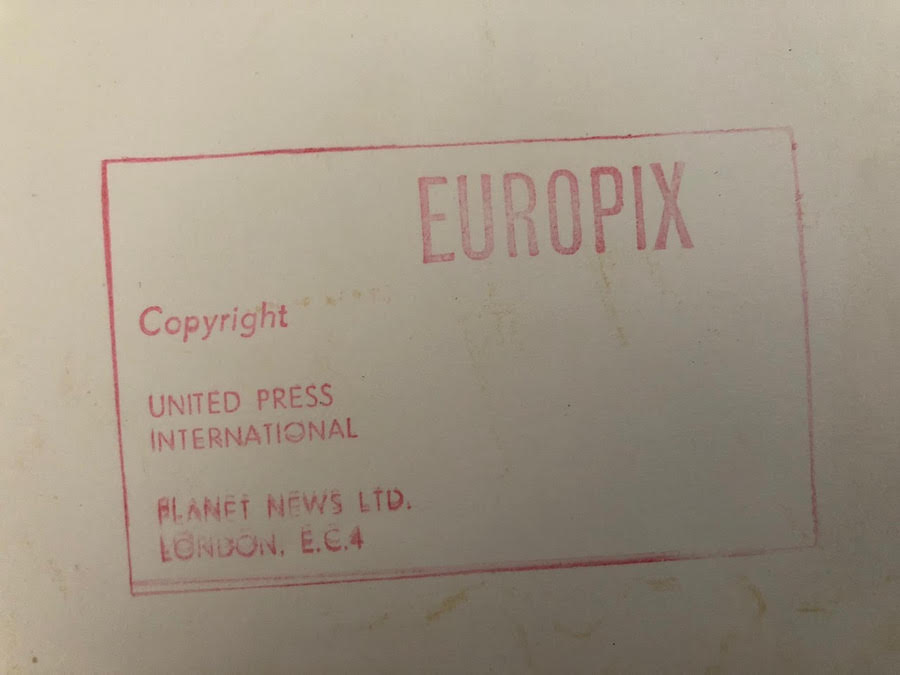 EUROPIX
Copyright
UNITED PRESS
INTERNATIONAL
PLANET NEWS LTD.
LONDON, E.C.4